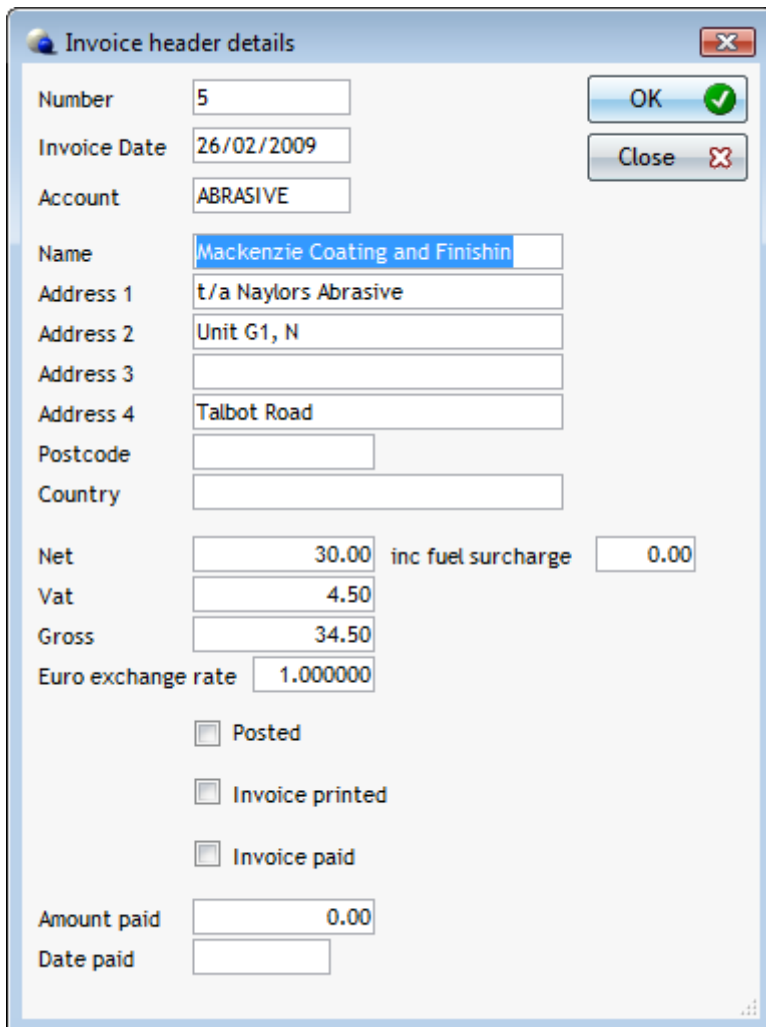 Invoice header details
Number 5 OK
Invoice Date 26/02/2009
Close
Account ABRASIVE
Name Mackenzie Coating and Finishin
Address 1 t/a Naylors Abrasive
Address 2 Unit G1, N
Address 3
Address 4 Talbot Road
Postcode
Country
Net 30.00 inc fuel surcharge 0.00
Vat 4.50
Gross 34.50
Euro exchange rate 1.000000
Posted
Invoice printed
Invoice paid
Amount paid 0.00
Date paid